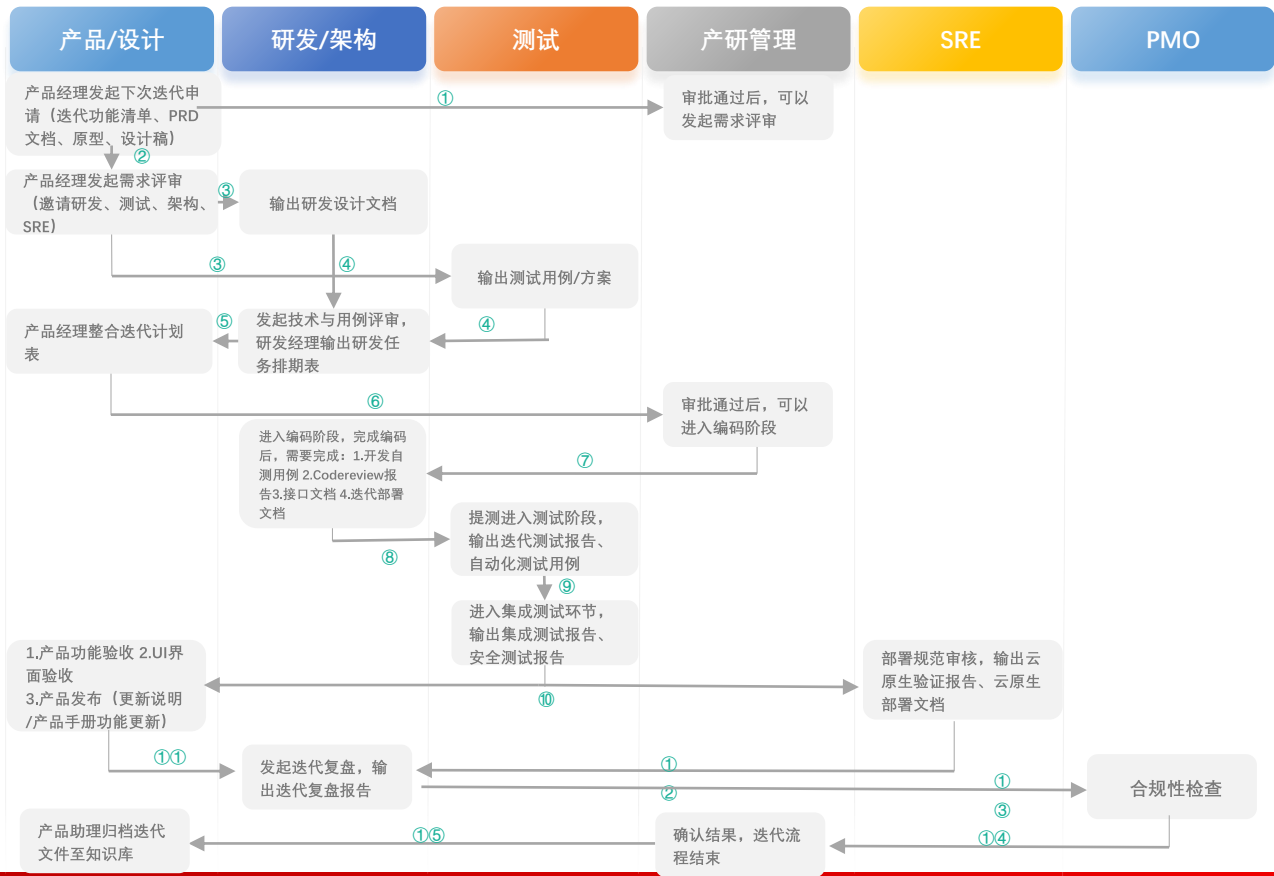 产品/设计
研发/架构
测试
产研管理
SRE
PMO
产品经理发起下次迭代申
请（迭代功能清单、PRD
文档、原型、设计稿）
①
审批通过后，可以
发起需求评审
②
产品经理发起需求评审
（邀请研发、测试、架构、
SRE）
③
输出研发设计文档
③
④
输出测试用例/方案
产品经理整合迭代计划
表
⑤
发起技术与用例评审，
研发经理输出研发任
务排期表
④
⑥
审批通过后，可以
进入编码阶段
进入编码阶段，完成编码
后，需要完成：1.开发自
测用例 2.Codereview报
告3.接口文档 4.迭代部署
文档
⑦
⑧
提测进入测试阶段，
输出迭代测试报告、
自动化测试用例
⑨
进入集成测试环节，
输出集成测试报告、
安全测试报告
1.产品功能验收 2.UI界
面验收
3.产品发布（更新说明
/产品手册功能更新）
⑩
部署规范审核，输出云
原生验证报告、云原生
部署文档
①①
发起迭代复盘，输
出迭代复盘报告
①
②
①
③
合规性检查
产品助理归档迭代
文件至知识库
①⑤
确认结果，迭代流
程结束
①④